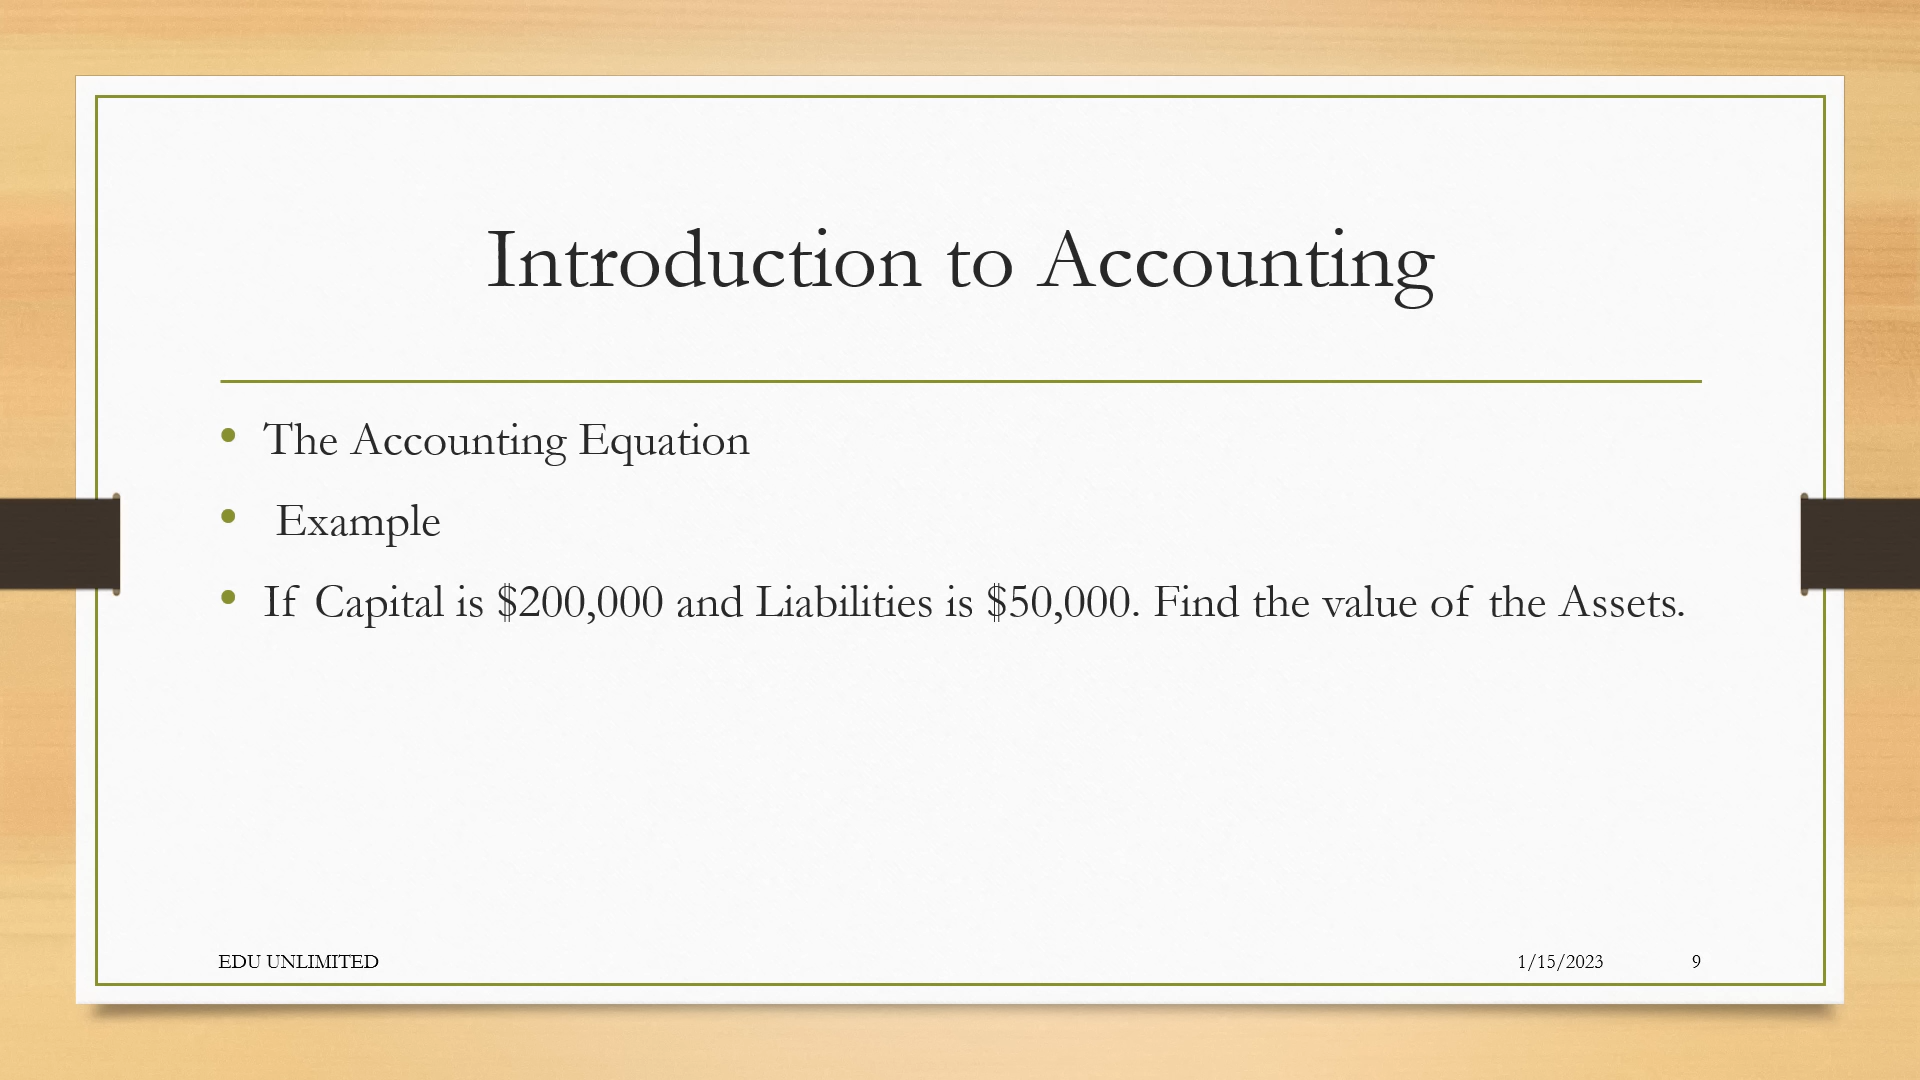 Introduction to Accounting
• The Accounting Equation
• Example
• If Capital is $200,000 and Liabilities is $50,000. Find the value of the Assets.
EDU UNLIMITED 1/15/2023 9